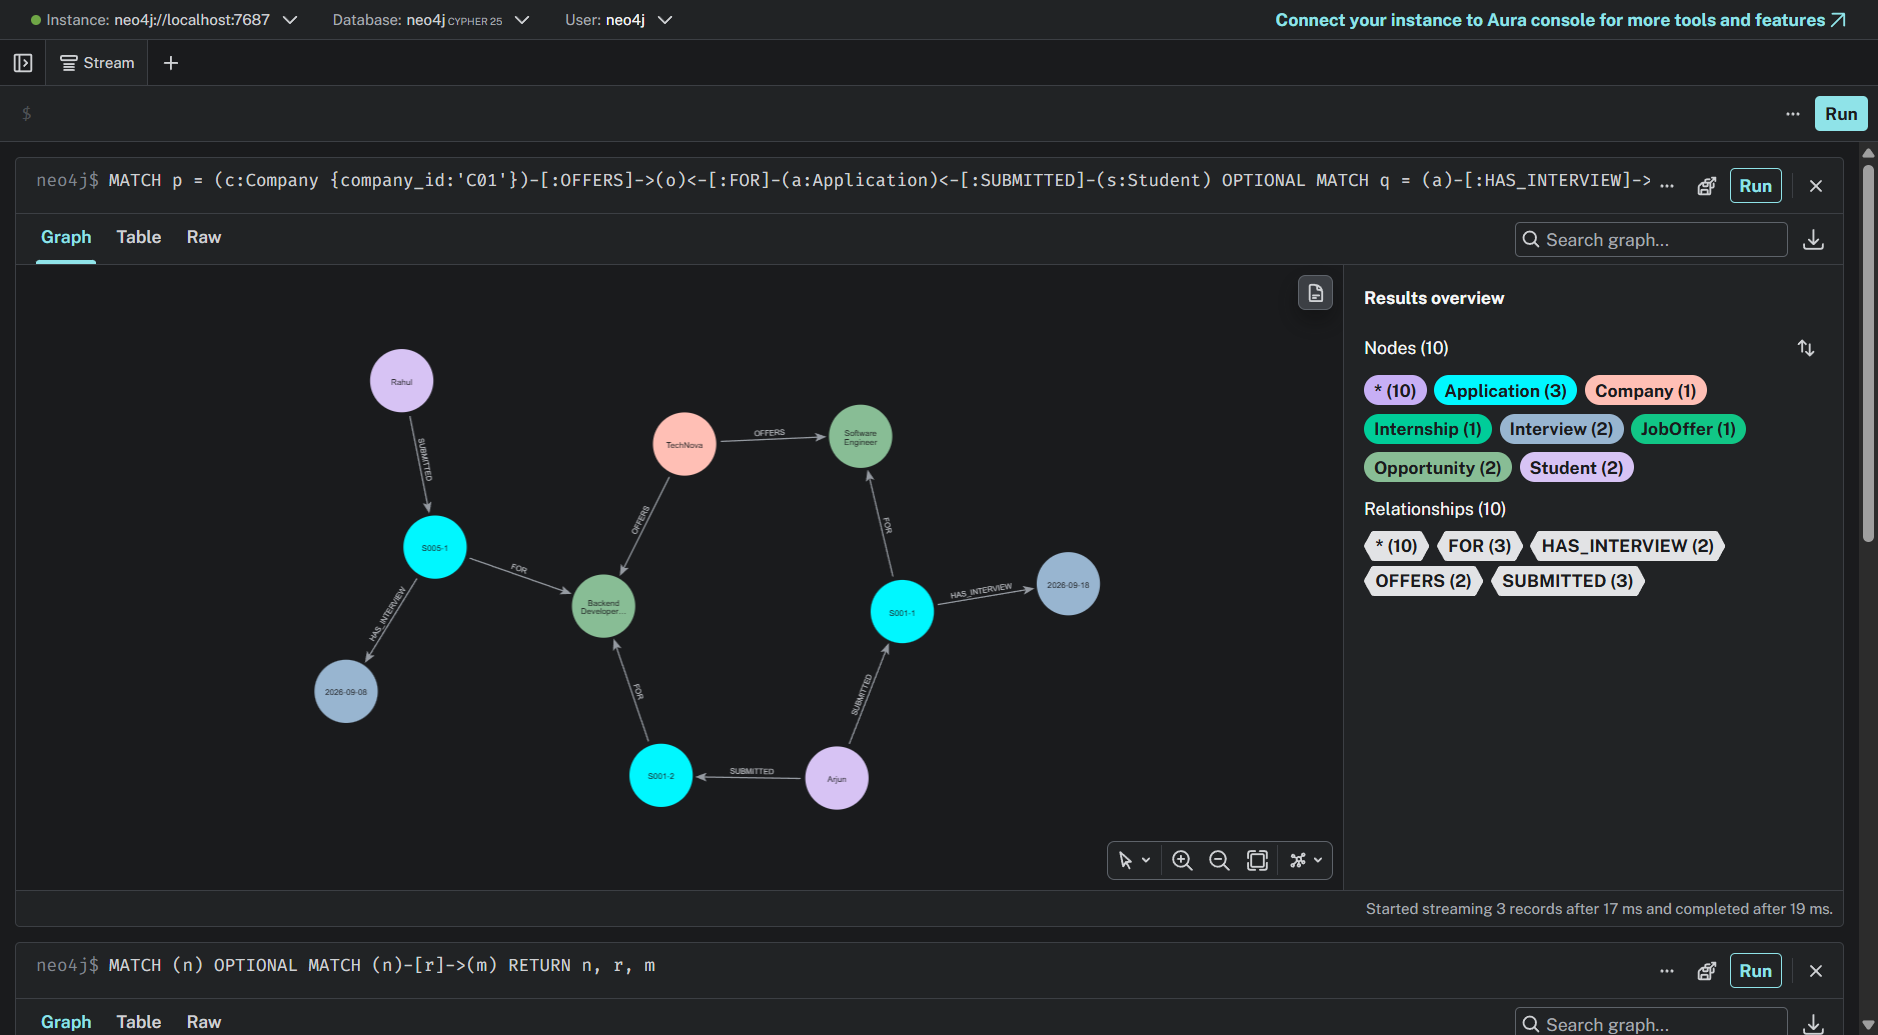 Instance: neo4j://localhost:7687 Database: neo4j CYPHER 25 User: neo4j Connect your instance to Aura console for more tools and features
Stream
$ Run
neo4j$ MATCH p = (c:Company {company_id:'C01'})-[:OFFERS]->(o)<-[:FOR]-(a:Application)<-[:SUBMITTED]-(s:Student) OPTIONAL MATCH q = (a)-[:HAS_INTERVIEW]-> Run
Graph Table Raw Search graph...
Results overview
Nodes (10)
* (10) Application (3) Company (1)
Internship (1) Interview (2) JobOffer (1)
Opportunity (2) Student (2)
Relationships (10)
* (10) FOR (3) HAS_INTERVIEW (2)
OFFERS (2) SUBMITTED (3)
Rahul
SUBMITTED
TechNova
OFFERS
Software
Engineer
OFFERS
FOR
S005-1
FOR
HAS_INTERVIEW
Backend
Developer...
S001-1
HAS_INTERVIEW
2026-09-18
2026-09-08
FOR
SUBMITTED
S001-2
SUBMITTED
Arjun
Started streaming 3 records after 17 ms and completed after 19 ms.
neo4j$ MATCH (n) OPTIONAL MATCH (n)-[r]->(m) RETURN n, r, m Run
Graph Table Raw Search graph...